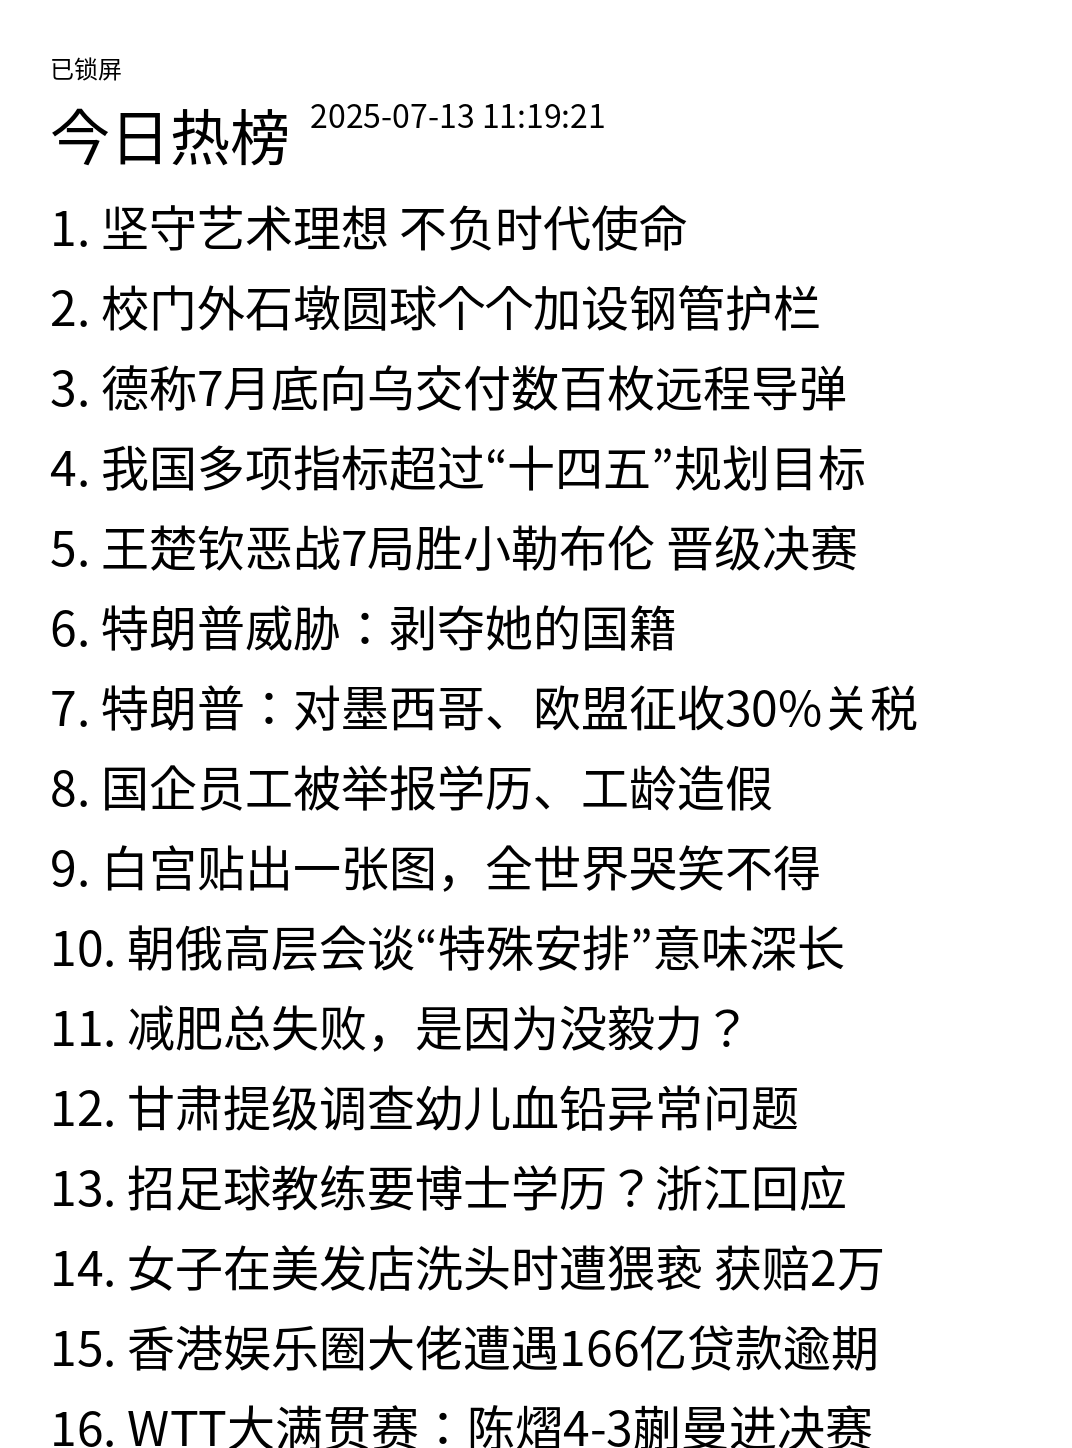 已锁屏
今日热榜 2025-07-13 11:19:21
1. 坚守艺术理想 不负时代使命
2. 校门外石墩圆球个个加设钢管护栏
3. 德称7月底向乌交付数百枚远程导弹
4. 我国多项指标超过“十四五”规划目标
5. 王楚钦恶战7局胜小勒布伦 晋级决赛
6. 特朗普威胁：剥夺她的国籍
7. 特朗普：对墨西哥、欧盟征收30%关税
8. 国企员工被举报学历、工龄造假
9. 白宫贴出一张图，全世界哭笑不得
10. 朝俄高层会谈“特殊安排”意味深长
11. 减肥总失败，是因为没毅力？
12. 甘肃提级调查幼儿血铅异常问题
13. 招足球教练要博士学历？浙江回应
14. 女子在美发店洗头时遭猥亵 获赔2万
15. 香港娱乐圈大佬遭遇166亿贷款逾期
16. WTT大满贯赛：陈熠4-3蒯曼进决赛